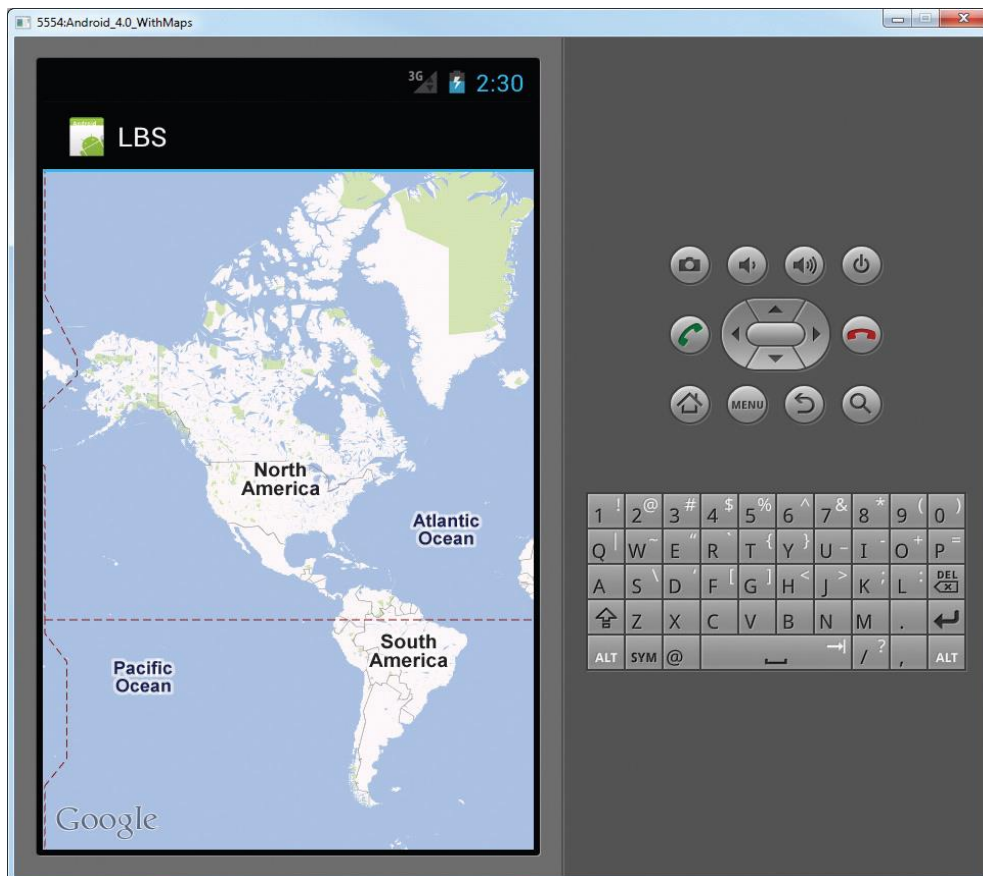 5554:Android_4.0_WithMaps
3G 2:30
LBS
North
America
Atlantic
Ocean
South
America
Pacific
Ocean
Google
MENU
1 ! 2 @ 3 # 4 $ 5 % 6 ^ 7 & 8 * 9 ( 0 )
Q | W ~ E " R ` T { Y } U _ I - O + P =
A S \ D ' F [ G ] H < J > K ; L : DEL
Z X C V B N M .
ALT SYM @ / ? , ALT